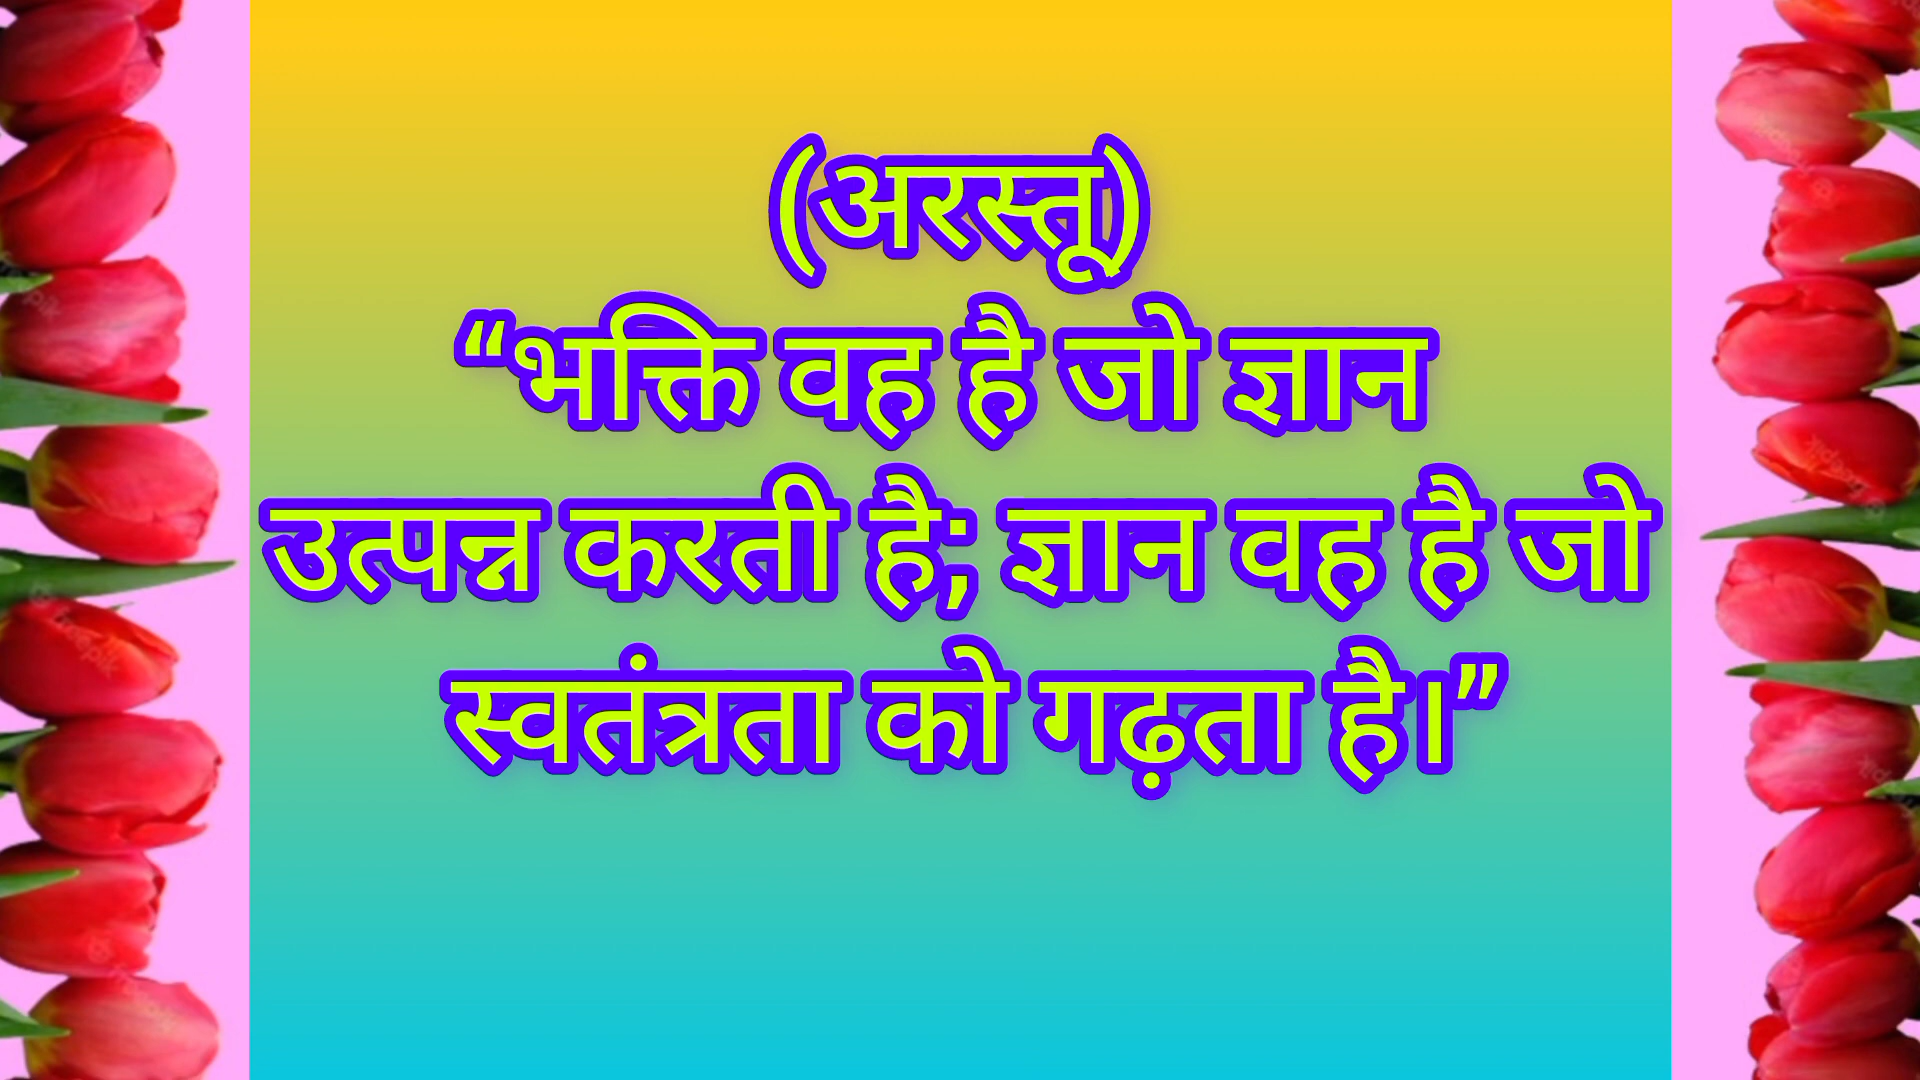 (अरस्तू)
“भक्ति वह है जो ज्ञान
उत्पन्न करती है; ज्ञान वह है जो
स्वतंत्रता को गढ़ता है।”